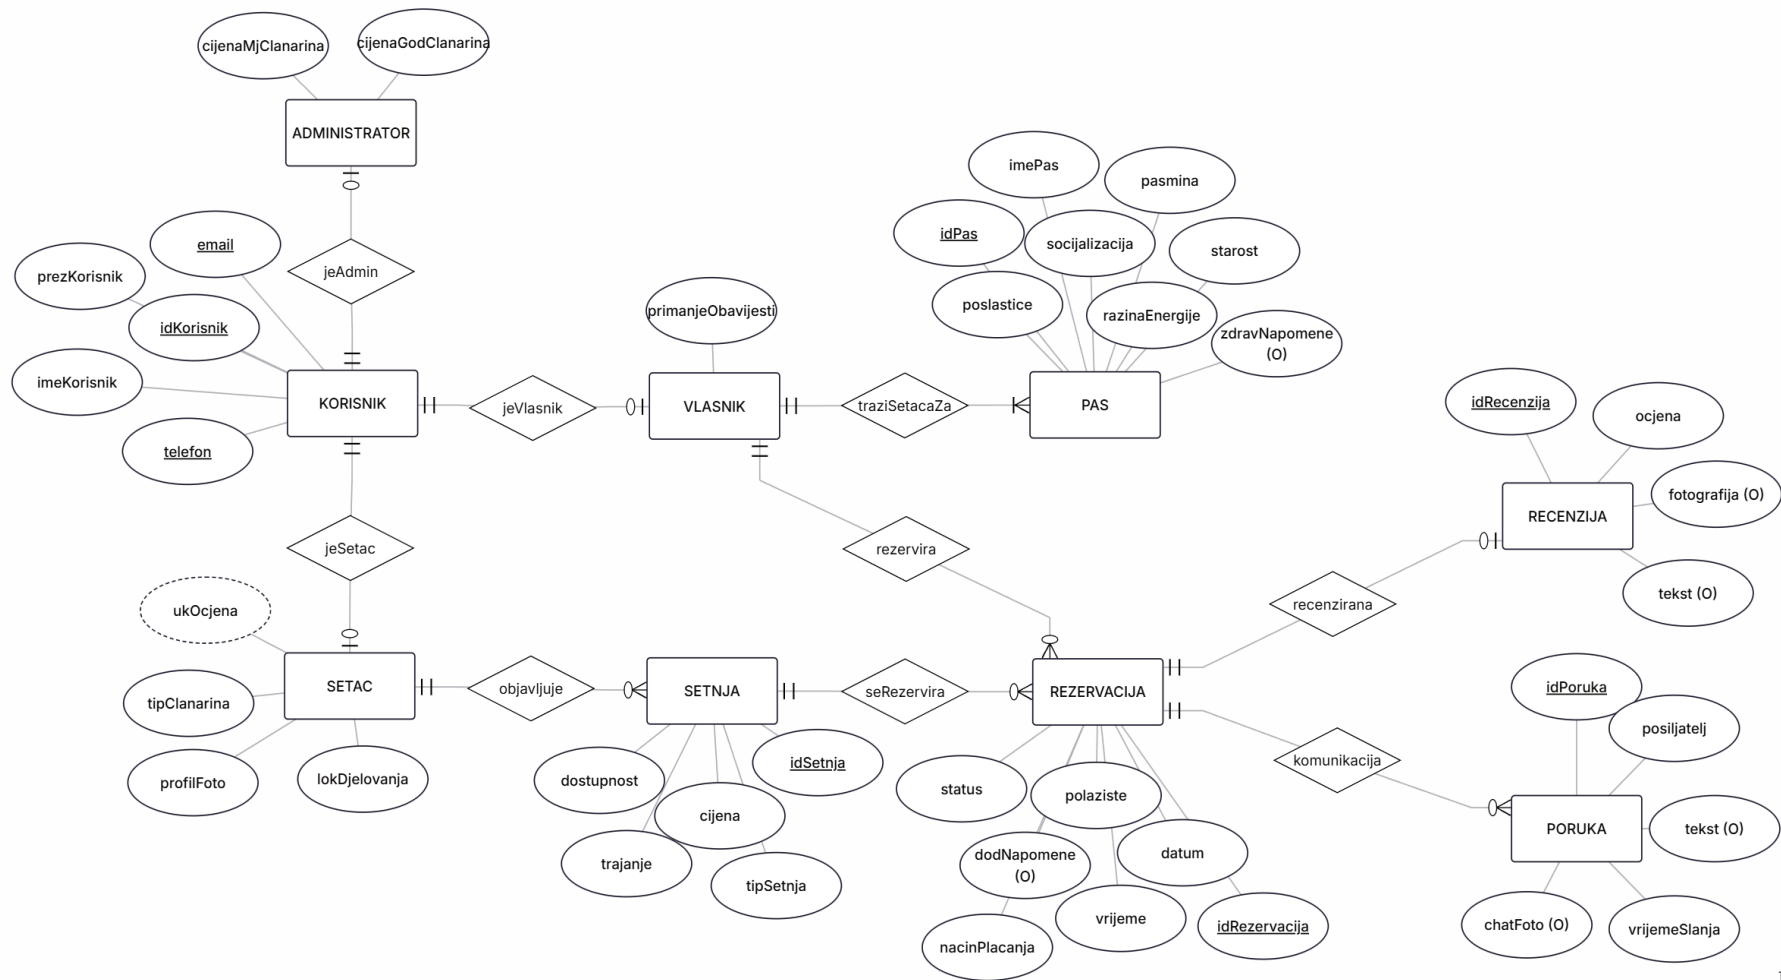 cijenaMjClanarina
cijenaGodClanarina
ADMINISTRATOR
jeAdmin
email
prezKorisnik
idKorisnik
imeKorisnik
telefon
KORISNIK
jeVlasnik
primanjeObavijesti
VLASNIK
traziSetacaZa
imePas
pasmina
idPas
socijalizacija
starost
poslastice
razinaEnergije
zdravNapomene
(O)
PAS
idRecenzija
ocjena
fotografija (O)
RECENZIJA
tekst (O)
recenzirana
rezervira
jeSetac
ukOcjena
SETAC
tipClanarina
profilFoto
lokDjelovanja
objavljuje
SETNJA
dostupnost
idSetnja
cijena
trajanje
tipSetnja
seRezervira
REZERVACIJA
status
polaziste
dodNapomene
(O)
datum
vrijeme
idRezervacija
nacinPlacanja
komunikacija
idPoruka
posiljatelj
PORUKA
tekst (O)
chatFoto (O)
vrijemeSlanja